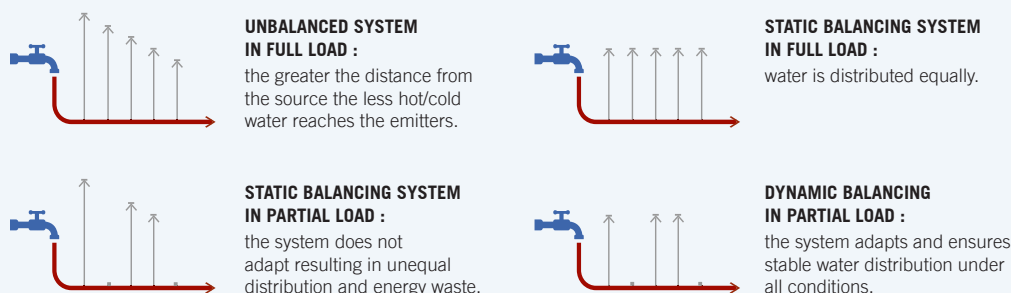 UNBALANCED SYSTEM
IN FULL LOAD :
the greater the distance from
the source the less hot/cold
water reaches the emitters.
STATIC BALANCING SYSTEM
IN FULL LOAD :
water is distributed equally.
STATIC BALANCING SYSTEM
IN PARTIAL LOAD :
the system does not
adapt resulting in unequal
distribution and energy waste.
DYNAMIC BALANCING
IN PARTIAL LOAD :
the system adapts and ensures
stable water distribution under
all conditions.